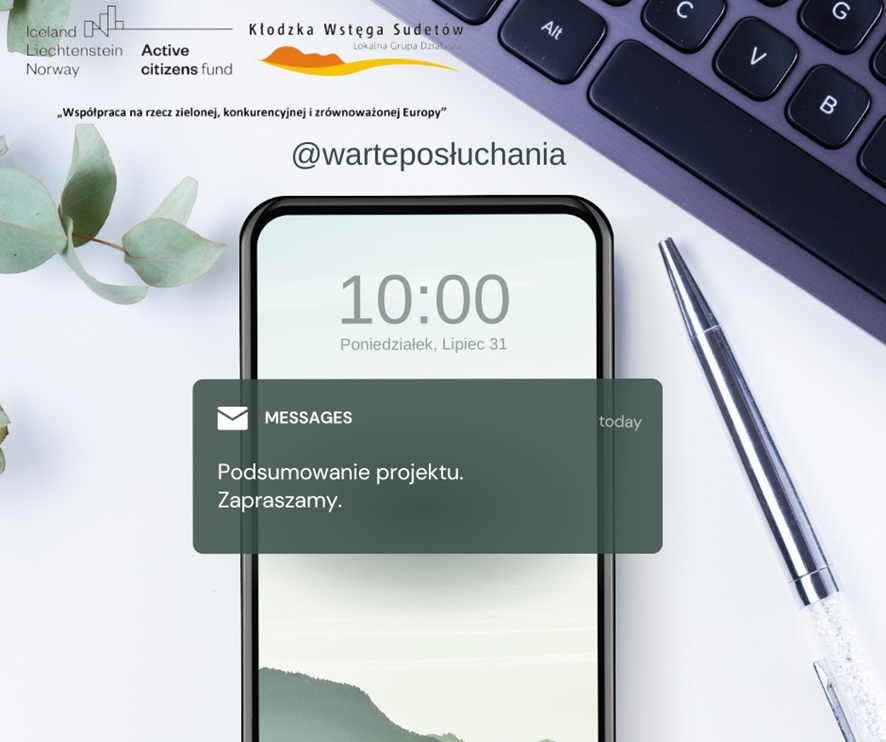 Iceland
Liechtenstein
Norway
Active
citizens fund
Kłodzka Wstęga Sudetów
Lokalna Grupa Działania
„Współpraca na rzecz zielonej, konkurencyjnej i zrównoważonej Europy”
@warteposłuchania
10:00
Poniedziałek, Lipiec 31
MESSAGES
today
Podsumowanie projektu.
Zapraszamy.
Alt
C
V
G
B